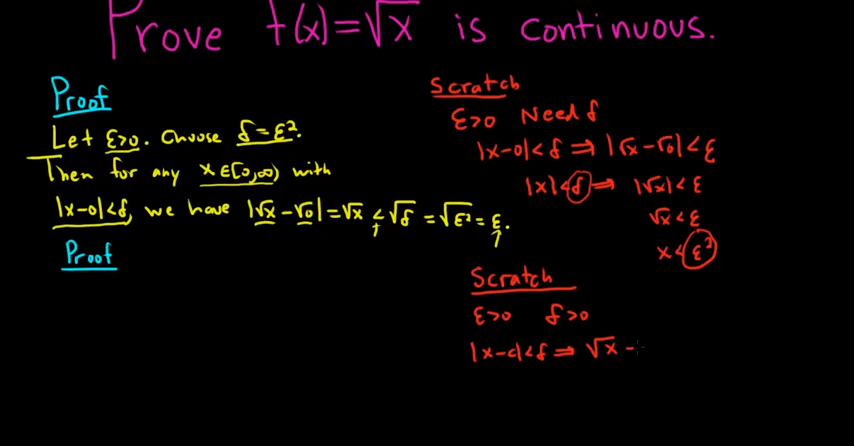 Prove f(x)=√x is continuous.
Proof
Let ε>0. Choose δ=ε².
Then for any x∈[0,∞) with
|x-0|<δ, we have |√x-√0|=√x<√δ=√ε²=ε.
Proof
Scratch
ε>0 Need δ
|x-0|<δ ⇒ |√x-√0|<ε
|x|<δ ⇒ |√x|<ε
√x<ε
x<ε²
Scratch
ε>0 δ>0
|x-c|<δ ⇒ √x -